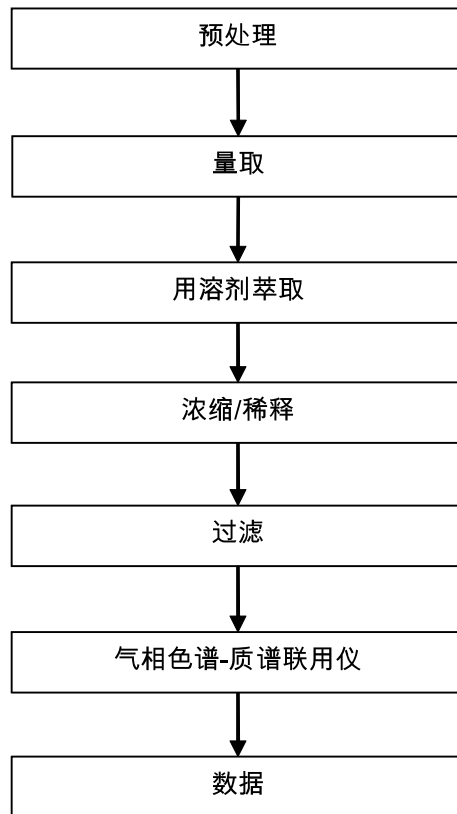 预处理
量取
用溶剂萃取
浓缩/稀释
过滤
气相色谱-质谱联用仪
数据